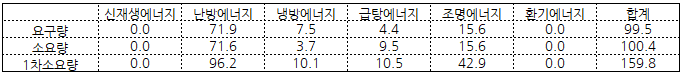 신재생에너지 난방에너지 냉방에너지 급탕에너지 조명에너지 환기에너지 합계
요구량 0.0 71.9 7.5 4.4 15.6 0.0 99.5
소요량 0.0 71.6 3.7 9.5 15.6 0.0 100.4
1차소요량 0.0 96.2 10.1 10.5 42.9 0.0 159.8